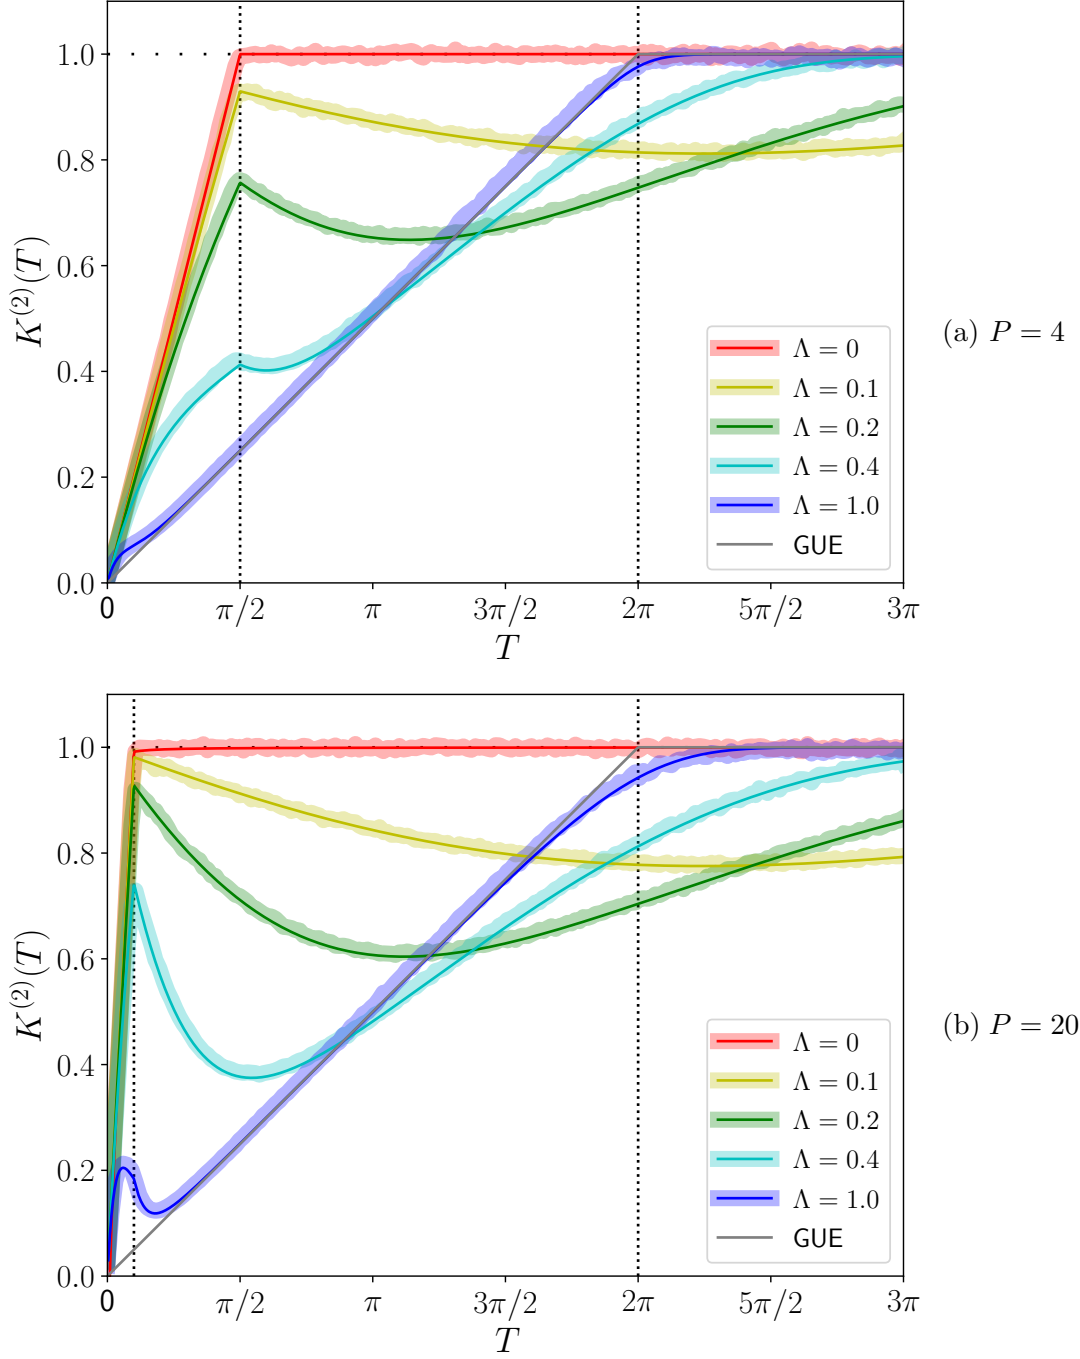 1.0
0.8
0.6
0.4
0.2
0.0
K^{(2)}(T)
0 π/2 π 3π/2 2π 5π/2 3π
T
Λ = 0
Λ = 0.1
Λ = 0.2
Λ = 0.4
Λ = 1.0
GUE
(a) P = 4
1.0
0.8
0.6
0.4
0.2
0.0
K^{(2)}(T)
0 π/2 π 3π/2 2π 5π/2 3π
T
Λ = 0
Λ = 0.1
Λ = 0.2
Λ = 0.4
Λ = 1.0
GUE
(b) P = 20